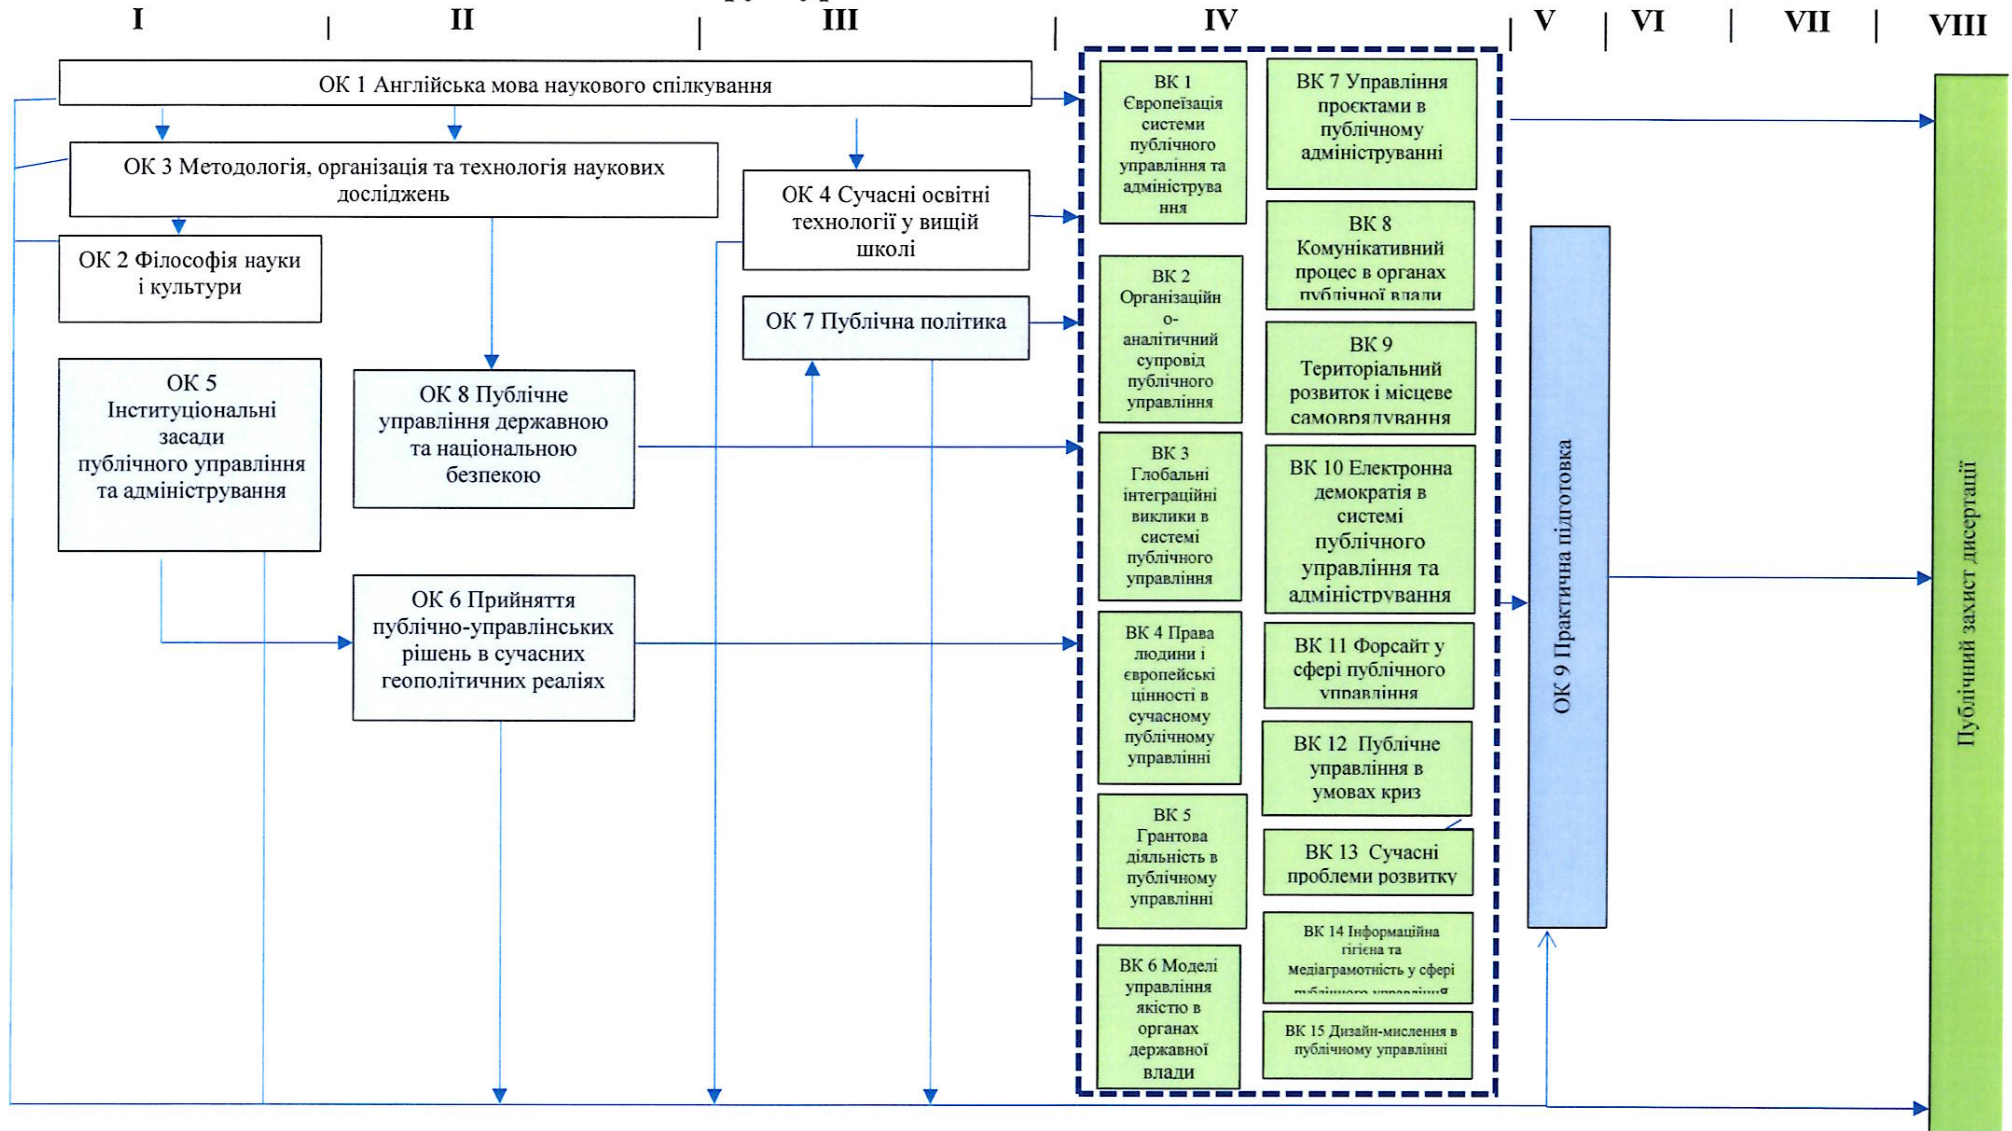 I
II
III
IV
V
VI
VII
VIII
ОК 1 Англійська мова наукового спілкування
ОК 3 Методологія, організація та технологія наукових
досліджень
ОК 2 Філософія науки
і культури
ОК 5
Інституціональні
засади
публічного управління
та адміністрування
ОК 8 Публічне
управління державною
та національною
безпекою
ОК 6 Прийняття
публічно-управлінських
рішень в сучасних
геополітичних реаліях
ОК 4 Сучасні освітні
технології у вищій
школі
ОК 7 Публічна політика
ВК 1
Європеїзація
системи
публічного
управління та
адмініструва
ння
ВК 2
Організаційн
о-
аналітичний
супровід
публічного
управління
ВК 3
Глобальні
інтеграційні
виклики в
системі
публічного
управління
ВК 4 Права
людини і
європейські
цінності в
сучасному
публічному
управлінні
ВК 5
Грантова
діяльність в
публічному
управлінні
ВК 6 Моделі
управління
якістю в
органах
державної
влади
ВК 7 Управління
проєктами в
публічному
адмініструванні
ВК 8
Комунікативний
процес в органах
публічної влади
ВК 9
Територіальний
розвиток і місцеве
самоврядування
ВК 10 Електронна
демократія в
системі
публічного
управління та
адміністрування
ВК 11 Форсайт у
сфері публічного
управління
ВК 12 Публічне
управління в
умовах криз
ВК 13 Сучасні
проблеми розвитку
ВК 14 Інформаційна
гігієна та
медіаграмотність у сфері
публічного управління
ВК 15 Дизайн-мислення в
публічному управлінні
ОК 9 Практична підготовка
Публічний захист дисертації